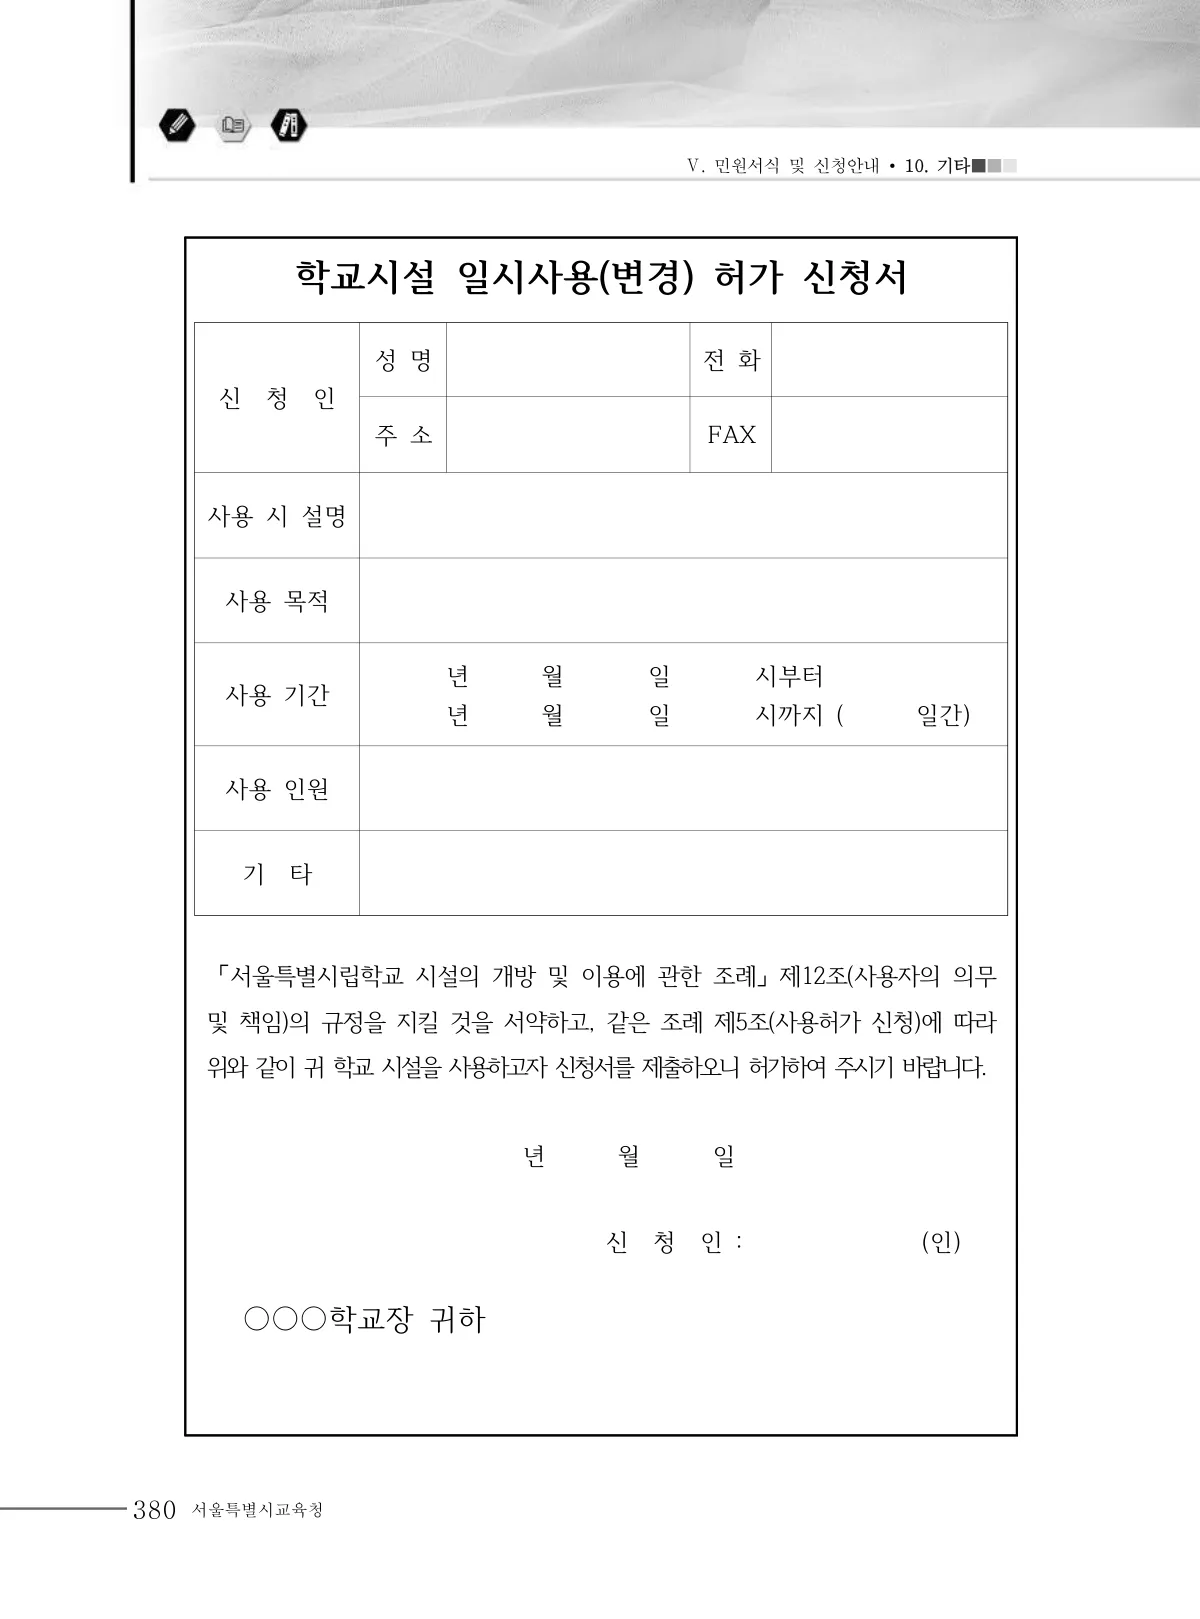 Ⅴ. 민원서식 및 신청안내 • 10. 기타
학교시설 일시사용(변경) 허가 신청서
신 청 인
성 명
전 화
주 소
FAX
사용 시 설명
사용 목적
사용 기간
년 월 일 시부터
년 월 일 시까지 ( 일간)
사용 인원
기 타
「서울특별시립학교 시설의 개방 및 이용에 관한 조례」제12조(사용자의 의무
및 책임)의 규정을 지킬 것을 서약하고, 같은 조례 제5조(사용허가 신청)에 따라
위와 같이 귀 학교 시설을 사용하고자 신청서를 제출하오니 허가하여 주시기 바랍니다.
년 월 일
신 청 인 : (인)
○○○학교장 귀하
380 서울특별시교육청